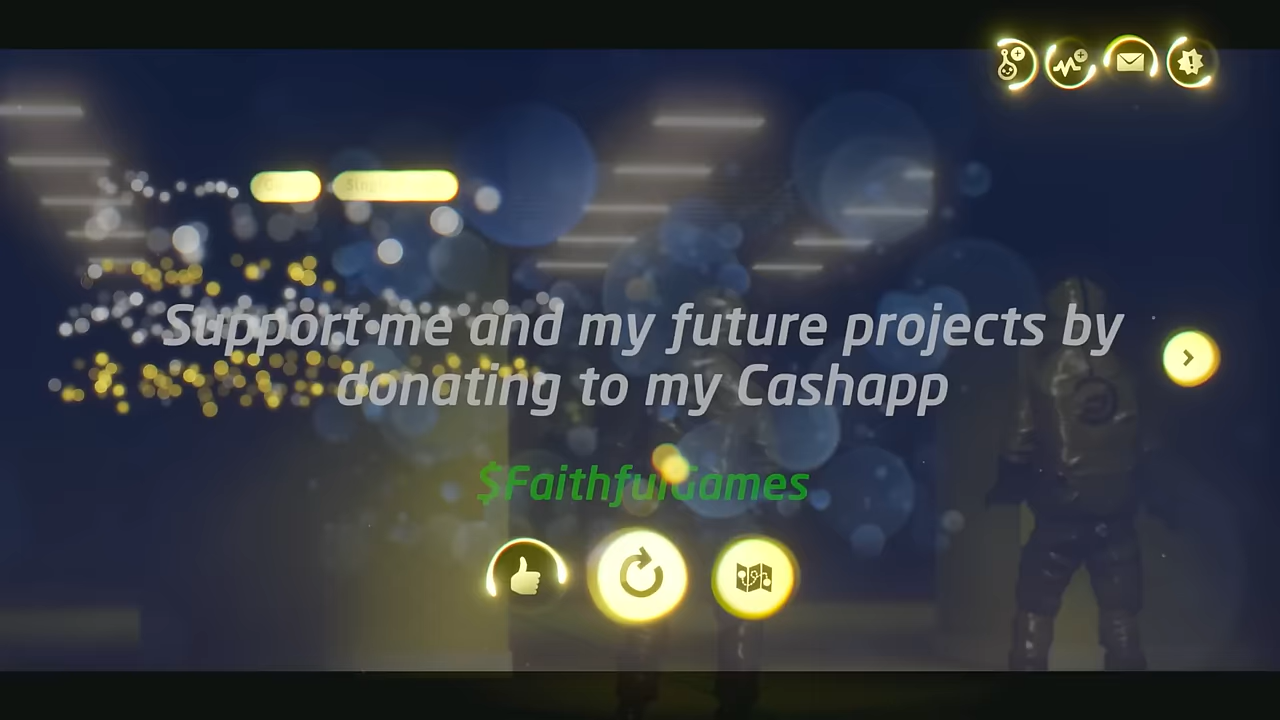 Support me and my future projects by
donating to my Cashapp
$FaithfulGames